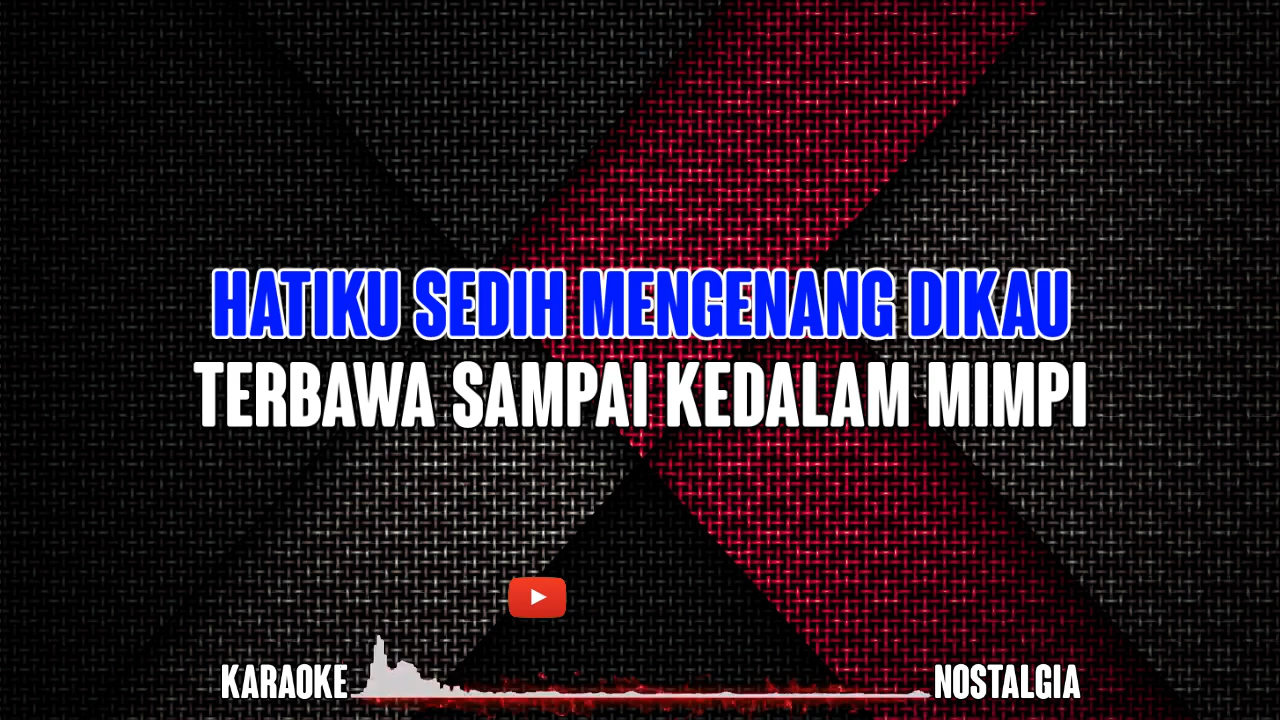 HATIKU SEDIH MENGENANG DIKAU
TERBAWA SAMPAI KEDALAM MIMPI
KARAOKE NOSTALGIA